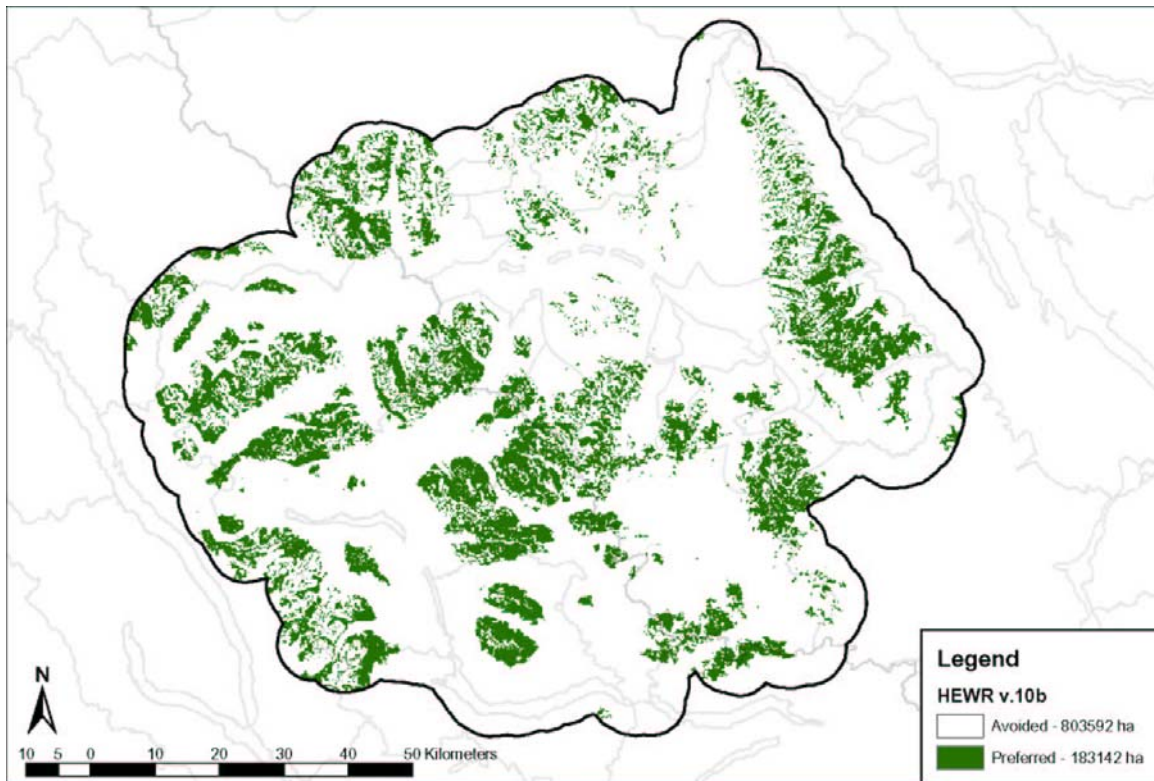 N
10 5 0 10 20 30 40 50 Kilometers
Legend
HEWR v.10b
Avoided - 803592 ha
Preferred - 183142 ha